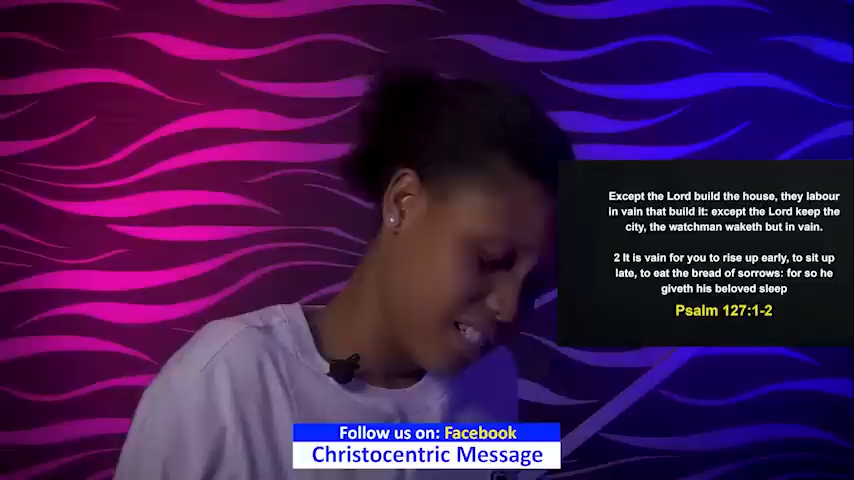 Except the Lord build the house, they labour
in vain that build it: except the Lord keep the
city, the watchman waketh but in vain.
2 It is vain for you to rise up early, to sit up
late, to eat the bread of sorrows: for so he
giveth his beloved sleep
Psalm 127:1-2
Follow us on: Facebook
Christocentric Message